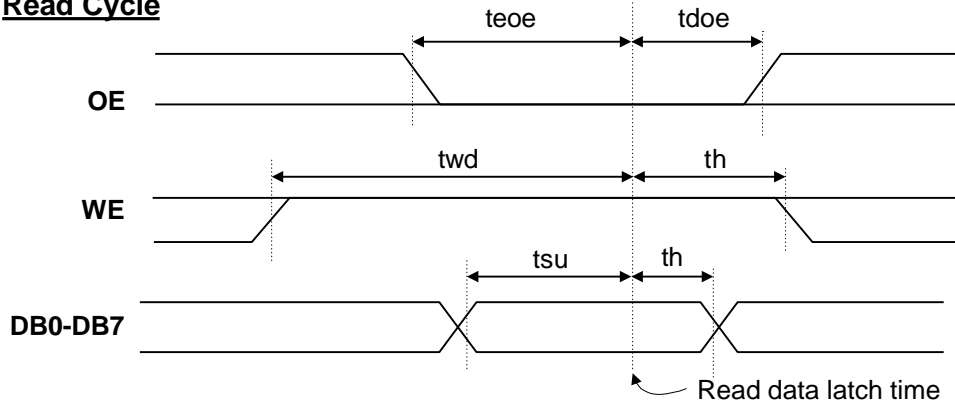 Read Cycle
teoe tdoe
OE
twd th
WE
tsu th
DB0-DB7
Read data latch time